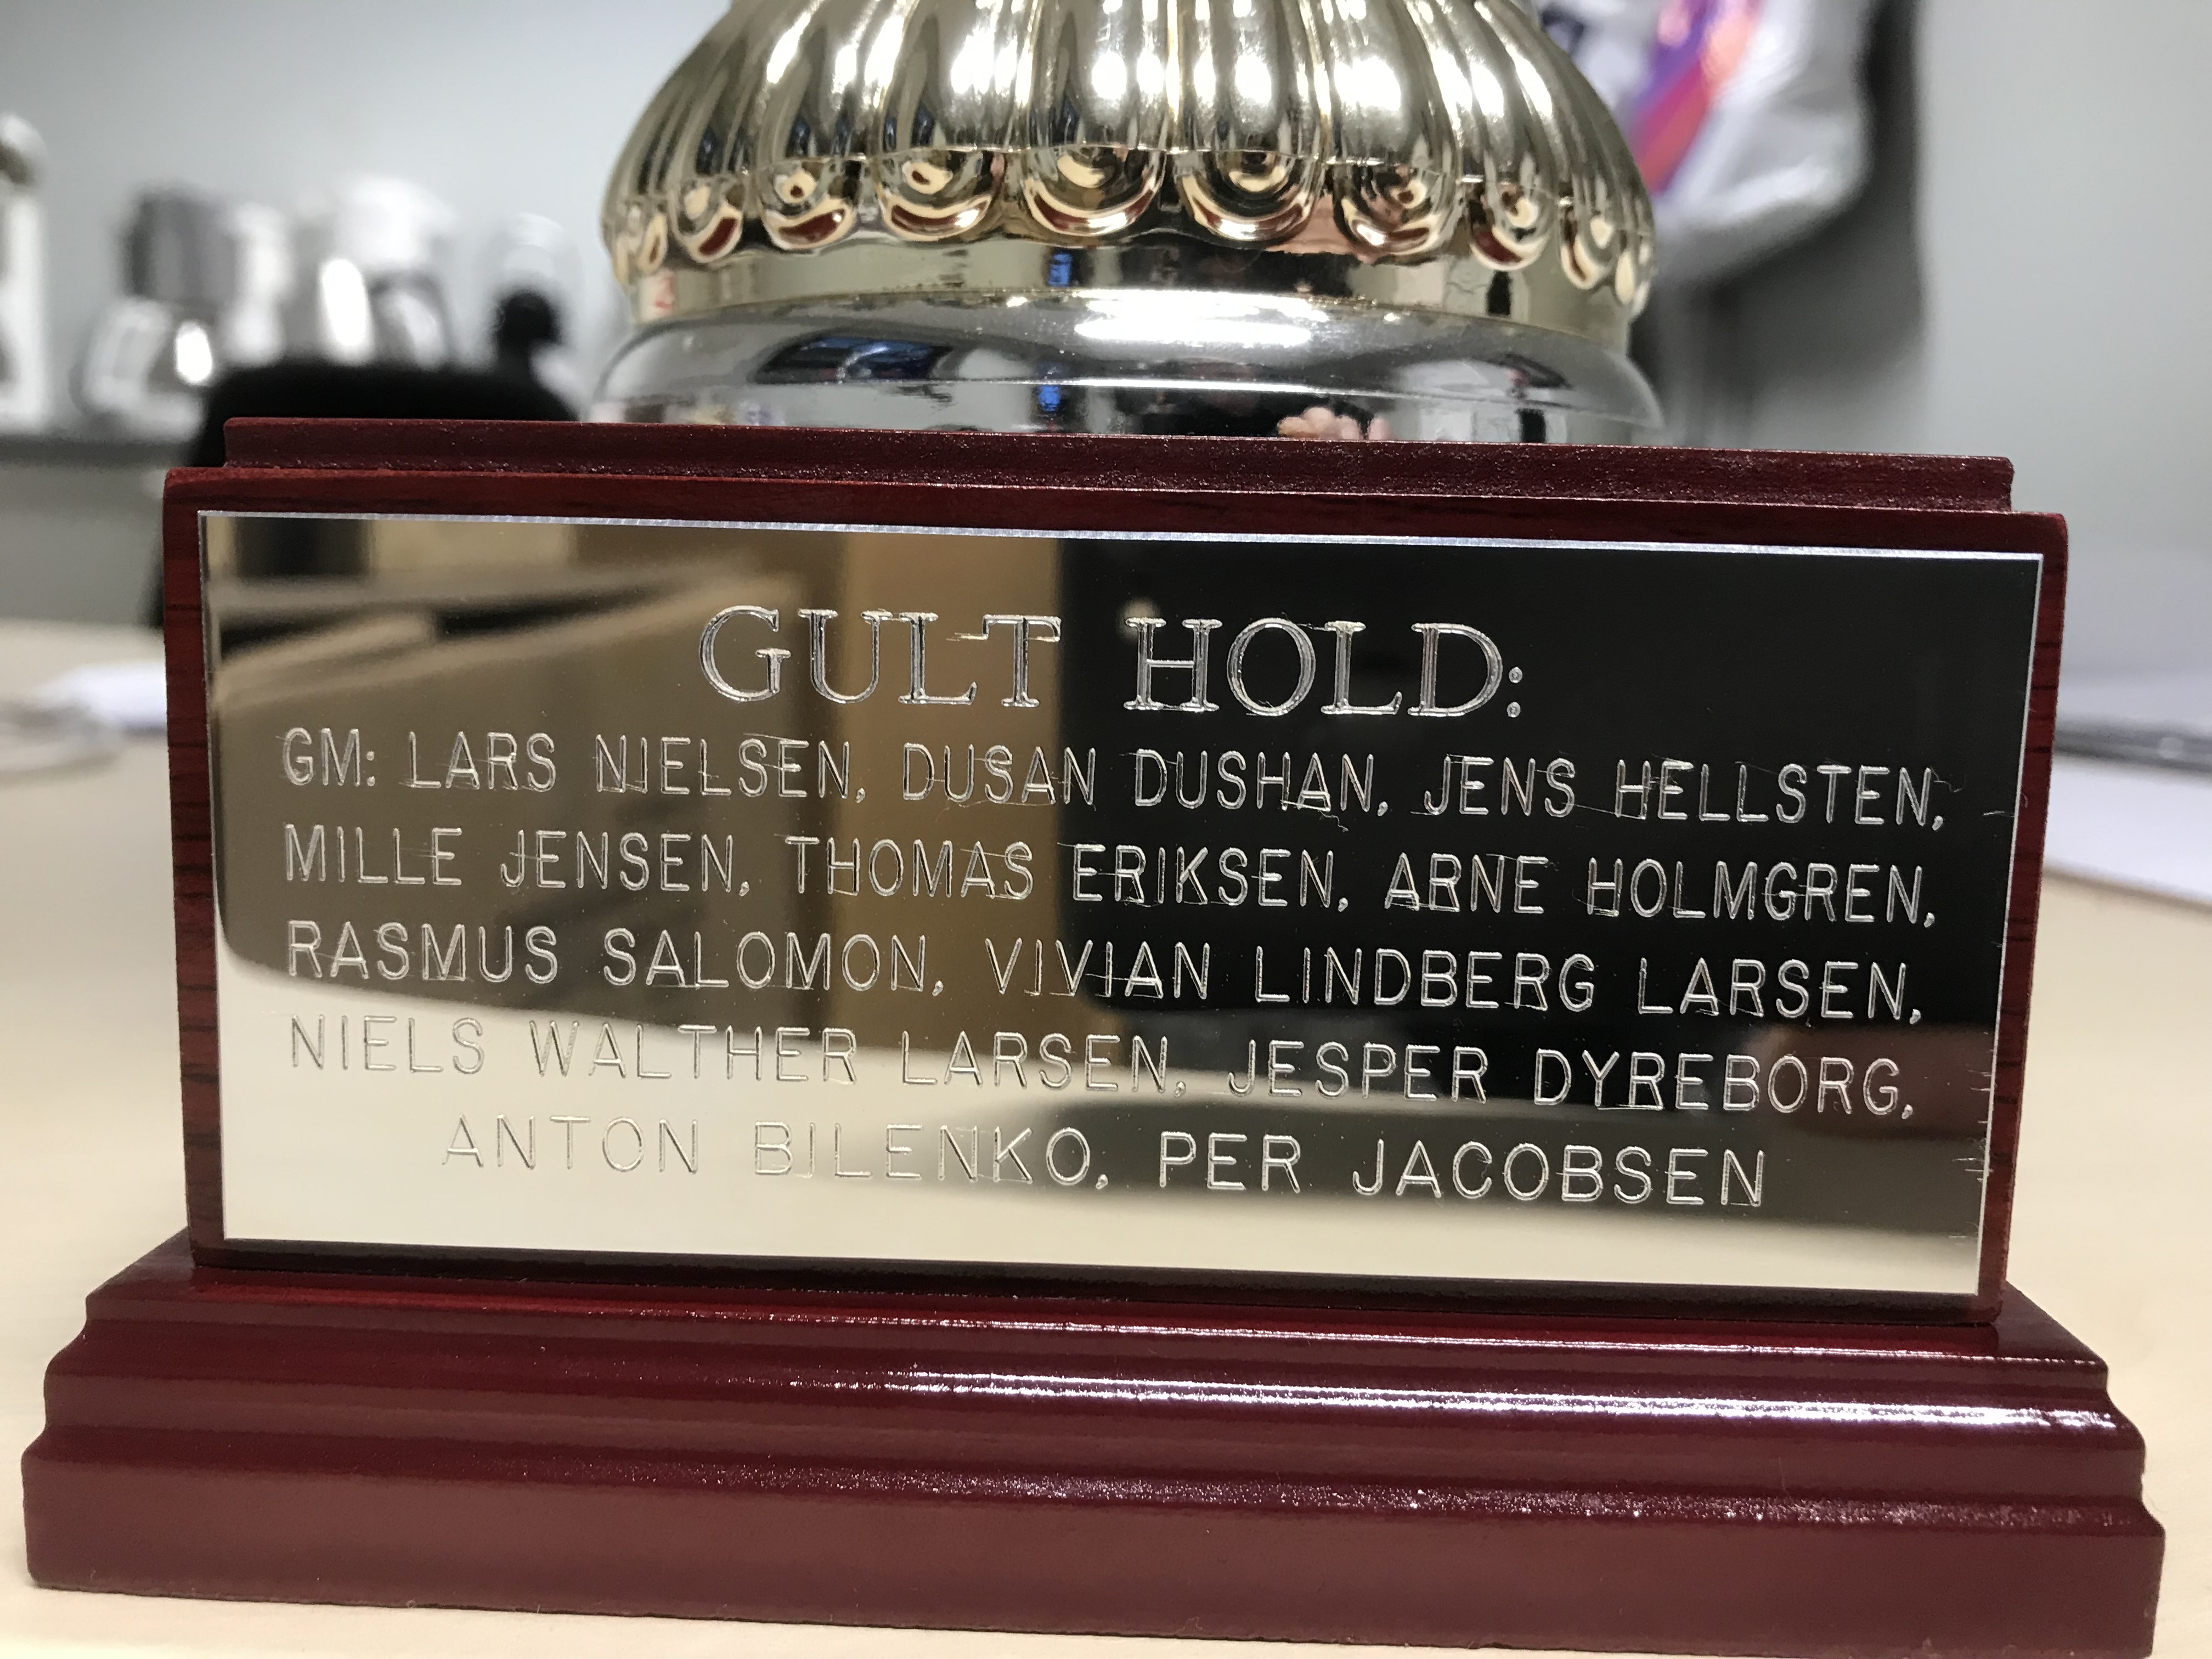 GULT HOLD:
GM: LARS NIELSEN, DUSAN DUSHAN, JENS HELLSTEN,
MILLE JENSEN, THOMAS ERIKSEN, ARNE HOLMGREN,
RASMUS SALOMON, VIVIAN LINDBERG LARSEN,
NIELS WALTHER LARSEN, JESPER DYREBORG,
ANTON BILENKO, PER JACOBSEN